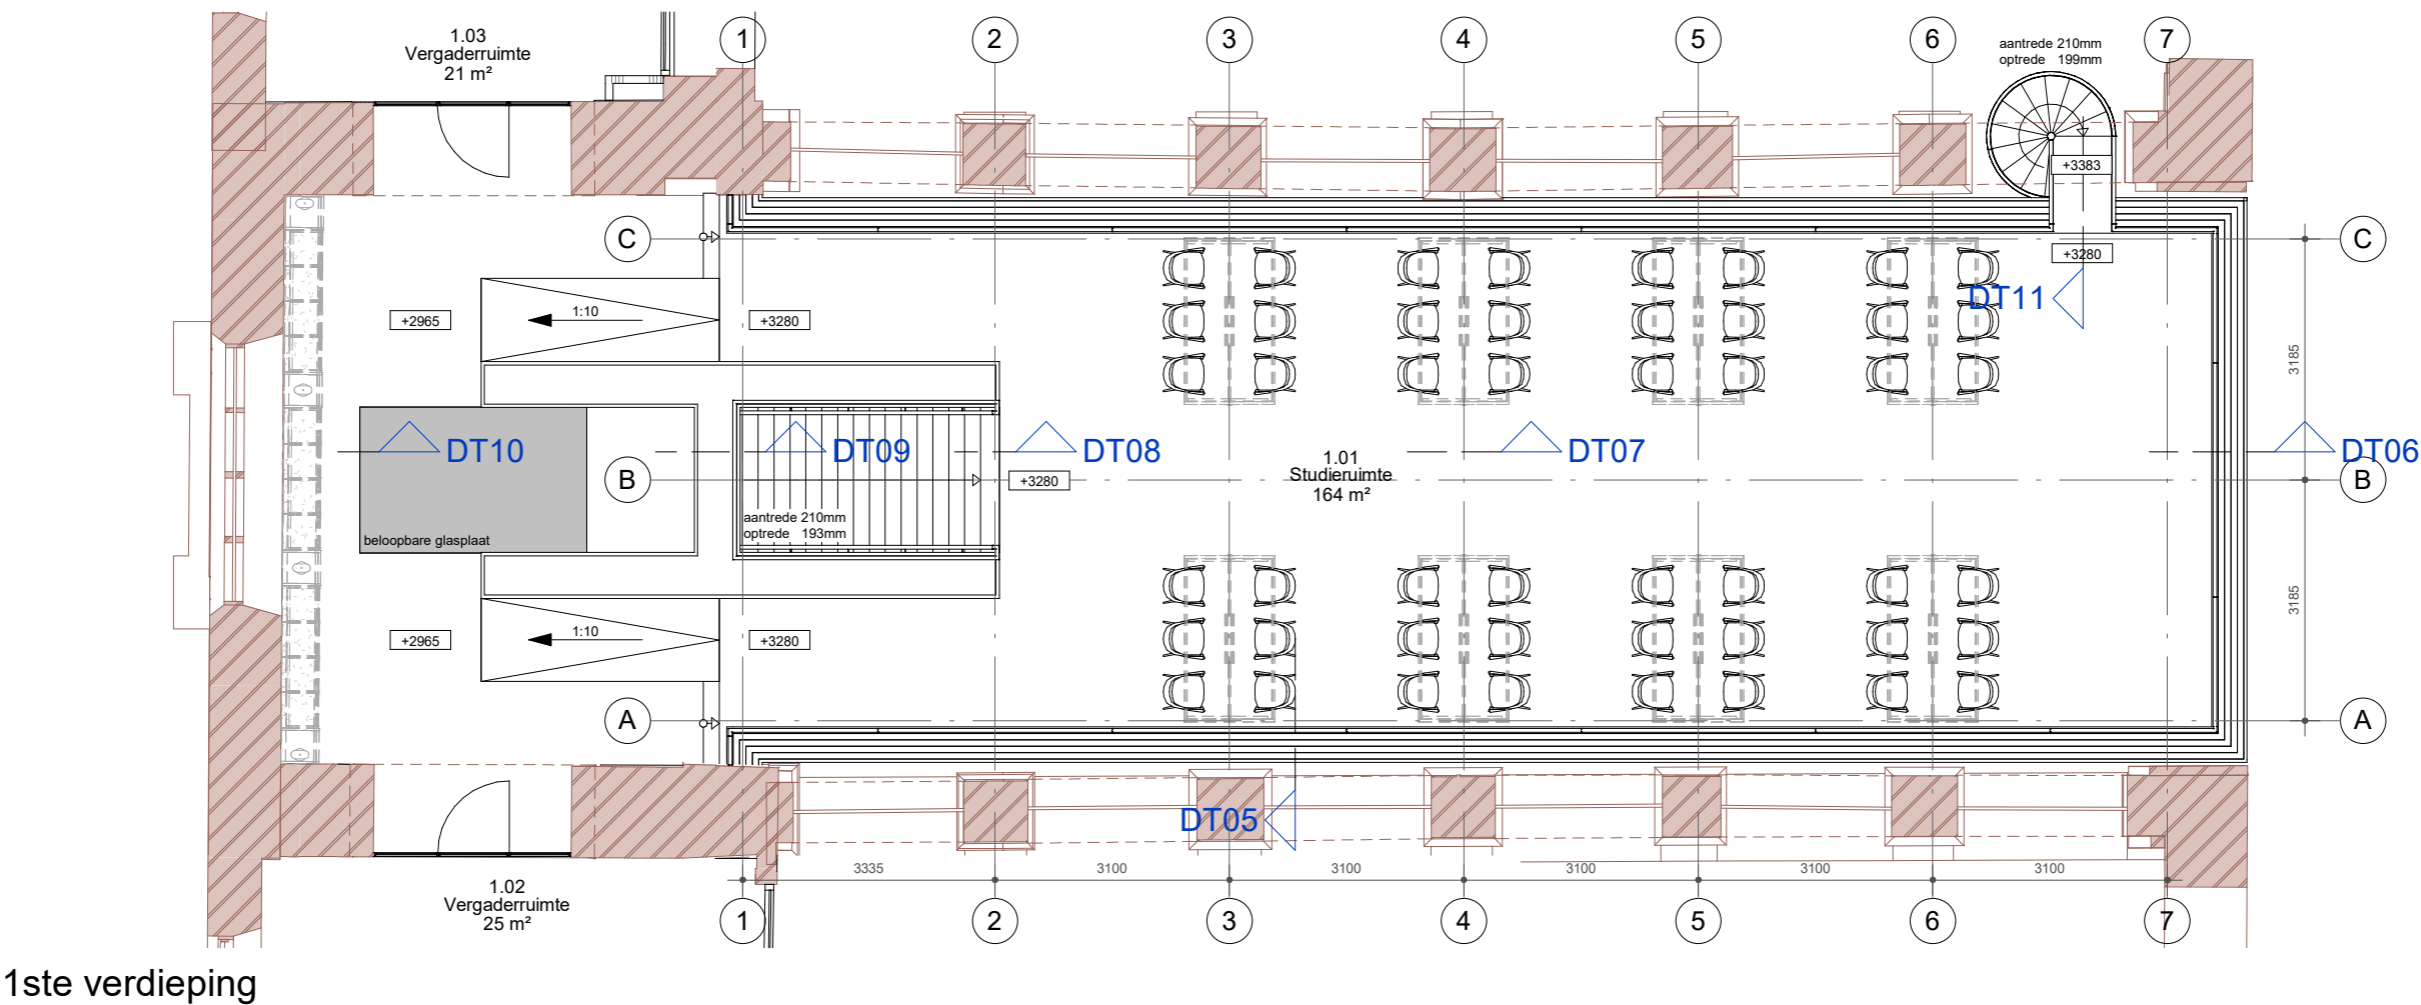 1.03
Vergaderruimte
21 m²
1
2
3
4
5
6
7
aantrede 210mm
optrede 199mm
+3383
C
C
+3280
DT11
+2965
1:10
+3280
3185
DT10
DT09
DT08
DT07
DT06
B
+3280
1.01
Studieruimte
164 m²
B
aantrede 210mm
optrede 193mm
beloopbare glasplaat
3185
+2965
1:10
+3280
A
A
DT05
3335
3100
3100
3100
3100
3100
1.02
Vergaderruimte
25 m²
1
2
3
4
5
6
7
1ste verdieping